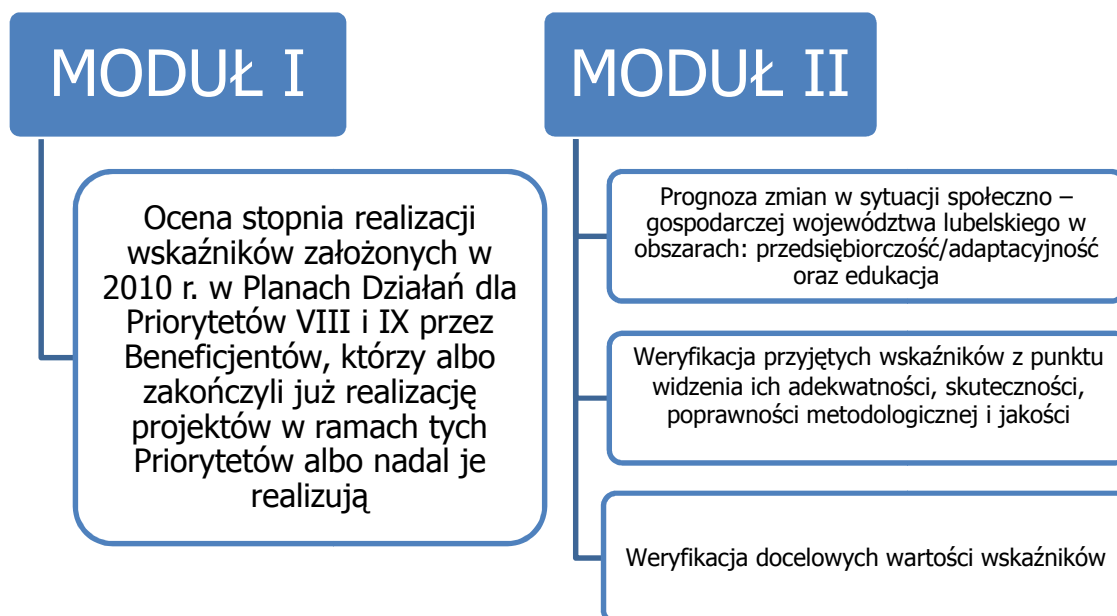 MODUŁ I
Ocena stopnia realizacji
wskaźników założonych w
2010 r. w Planach Działań dla
Priorytetów VIII i IX przez
Beneficjentów, którzy albo
zakończyli już realizację
projektów w ramach tych
Priorytetów albo nadal je
realizują
MODUŁ II
Prognoza zmian w sytuacji społeczno –
gospodarczej województwa lubelskiego w
obszarach: przedsiębiorczość/adaptacyjność
oraz edukacja
Weryfikacja przyjętych wskaźników z punktu
widzenia ich adekwatności, skuteczności,
poprawności metodologicznej i jakości
Weryfikacja docelowych wartości wskaźników